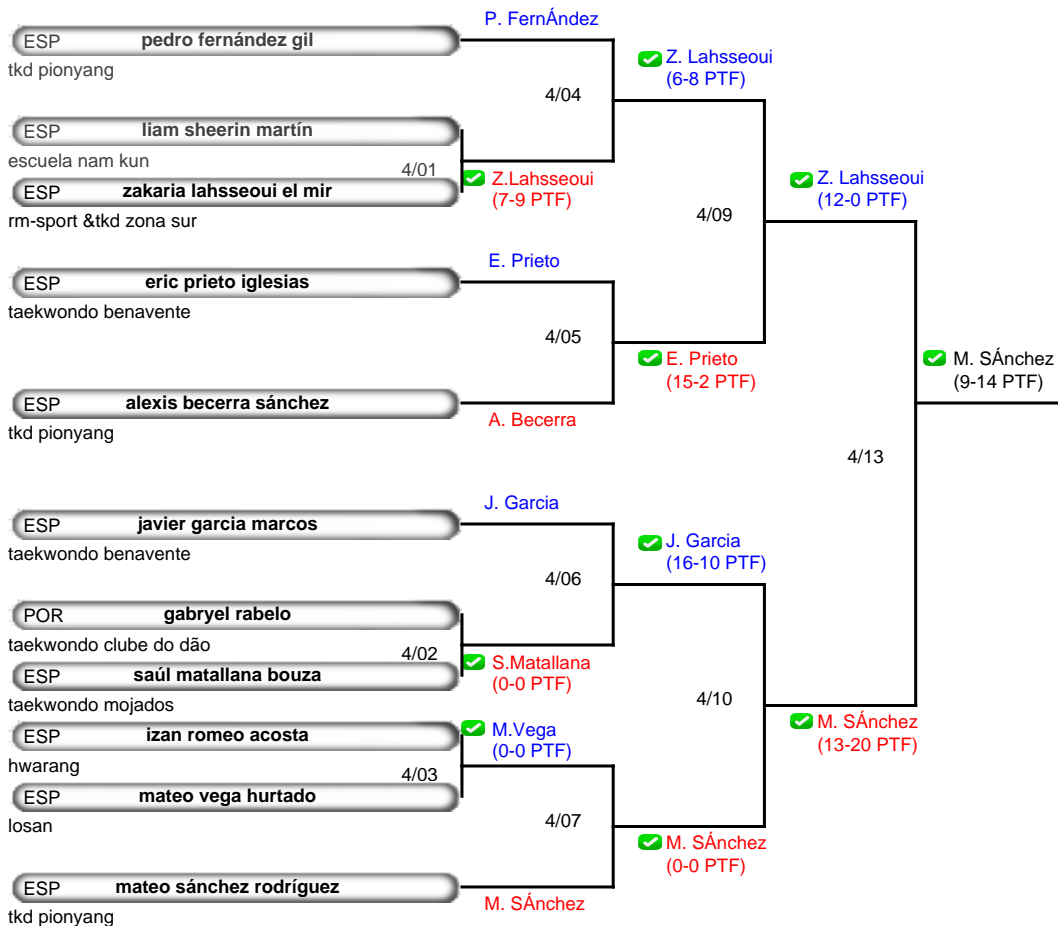 P. FernÁndez
ESP pedro fernández gil
tkd pionyang
Z. Lahsseoui
(6-8 PTF)
4/04
ESP liam sheerin martín
escuela nam kun
4/01
Z.Lahsseoui
(7-9 PTF)
ESP zakaria lahsseoui el mir
rm-sport &tkd zona sur
Z. Lahsseoui
(12-0 PTF)
4/09
E. Prieto
ESP eric prieto iglesias
taekwondo benavente
4/05
E. Prieto
(15-2 PTF)
M. SÁnchez
(9-14 PTF)
ESP alexis becerra sánchez
A. Becerra
tkd pionyang
4/13
J. Garcia
ESP javier garcia marcos
taekwondo benavente
J. Garcia
(16-10 PTF)
4/06
POR gabryel rabelo
taekwondo clube do dão
4/02
S.Matallana
(0-0 PTF)
ESP saúl matallana bouza
taekwondo mojados
4/10
M. SÁnchez
(13-20 PTF)
M.Vega
(0-0 PTF)
ESP izan romeo acosta
hwarang
4/03
ESP mateo vega hurtado
losan
4/07
M. SÁnchez
(0-0 PTF)
ESP mateo sánchez rodríguez
M. SÁnchez
tkd pionyang